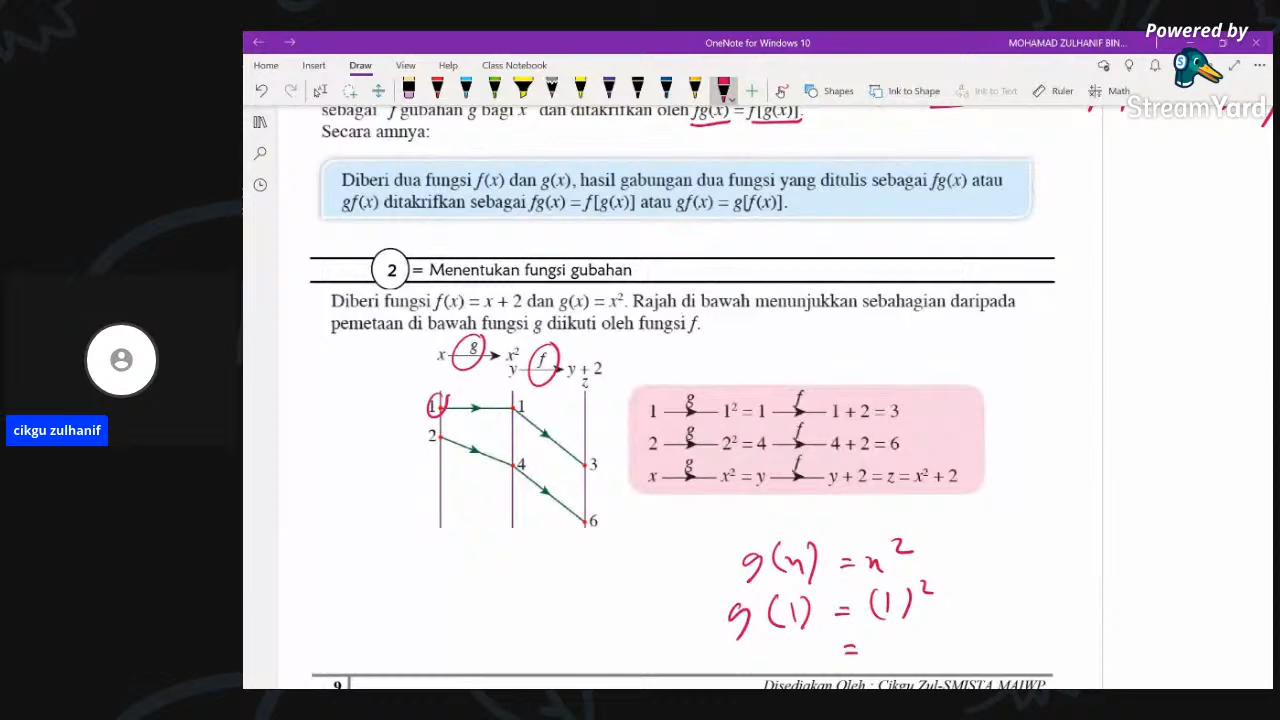 Powered by
StreamYard
OneNote for Windows 10
MOHAMAD ZULHANIF BIN...
Home Insert Draw View Help Class Notebook
Shapes Ink to Shape Ink to Text Ruler Math
sebagai f gubahan g bagi x dan ditakrifkan oleh fg(x) = f[g(x)].
Secara amnya:
Diberi dua fungsi f(x) dan g(x), hasil gabungan dua fungsi yang ditulis sebagai fg(x) atau
gf(x) ditakrifkan sebagai fg(x) = f[g(x)] atau gf(x) = g[f(x)].
2 = Menentukan fungsi gubahan
Diberi fungsi f(x) = x + 2 dan g(x) = x². Rajah di bawah menunjukkan sebahagian daripada
pemetaan di bawah fungsi g diikuti oleh fungsi f.
x g x²
y f y + 2
z
1 1
2
4 3
6
1 g 1² = 1 f 1 + 2 = 3
2 g 2² = 4 f 4 + 2 = 6
x g x² = y f y + 2 = z = x² + 2
g(x) = x²
g(1) = (1)²
=
cikgu zulhanif
9 Disediakan Oleh : Cikgu Zul-SMISTA MAIWP